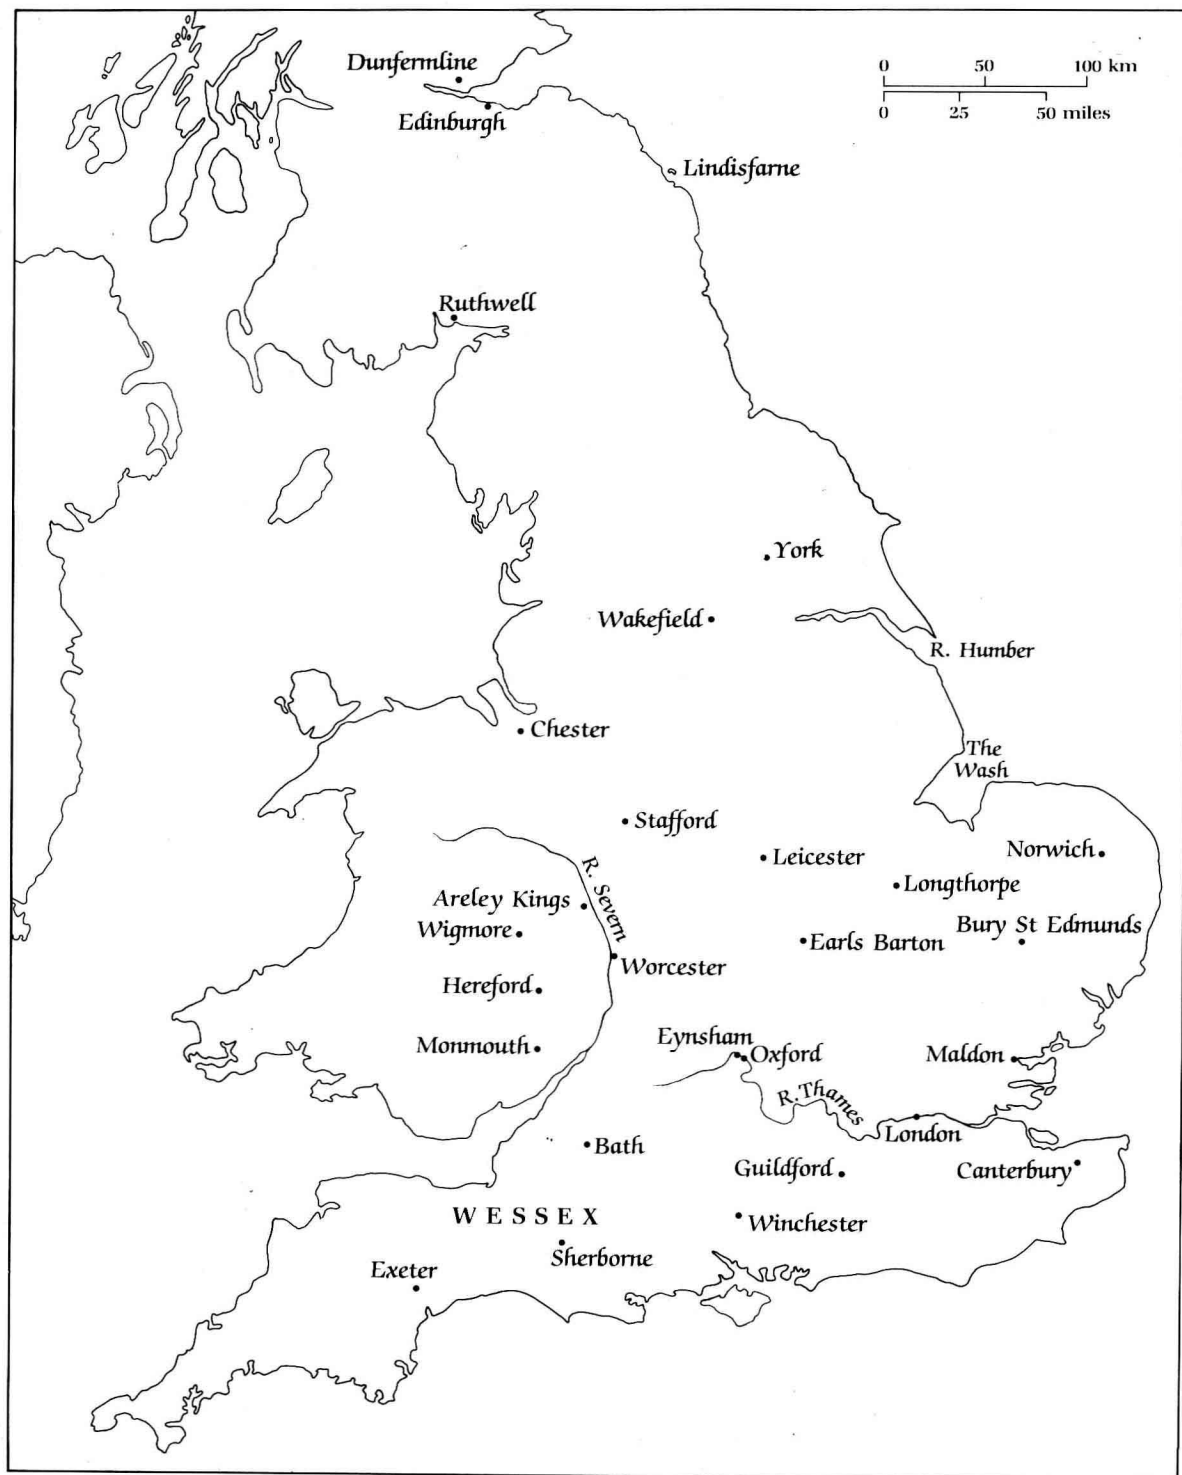 Dunfermline
Edinburgh
0 50 100 km
0 25 50 miles
Lindisfarne
Ruthwell
York
Wakefield
R. Humber
Chester
The
Wash
Stafford
Leicester
Norwich
R. Severn
Longthorpe
Areley Kings
Wigmore
Earls Barton
Bury St Edmunds
Worcester
Hereford
Monmouth
Eynsham
Oxford
Maldon
R. Thames
London
Bath
Guildford
Canterbury
WESSEX
Winchester
Sherborne
Exeter